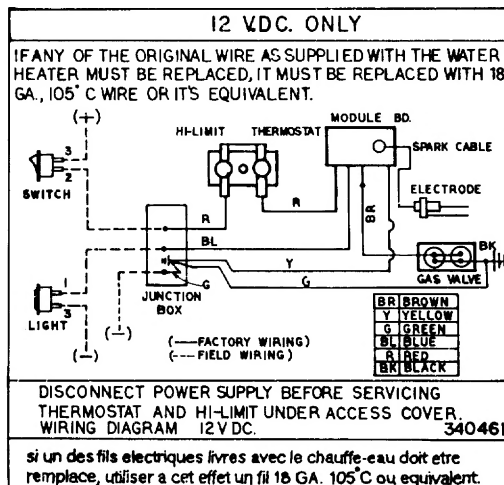 12 V.DC. ONLY
IF ANY OF THE ORIGINAL WIRE AS SUPPLIED WITH THE WATER
HEATER MUST BE REPLACED, IT MUST BE REPLACED WITH 18
GA., 105° C WIRE OR IT'S EQUIVALENT.
(+)
(-)
MODULE BD.
HI-LIMIT
THERMOSTAT
SPARK CABLE
3
2
SWITCH
ELECTRODE
R
R
BR
BL
Y
BK
G
G
GAS VALVE
1
3
LIGHT
JUNCTION
BOX
(-)
(-)
(—FACTORY WIRING)
(---FIELD WIRING)
BR BROWN
Y YELLOW
G GREEN
BL BLUE
R RED
BK BLACK
DISCONNECT POWER SUPPLY BEFORE SERVICING
THERMOSTAT AND HI-LIMIT UNDER ACCESS COVER.
WIRING DIAGRAM 12 V DC. 340461
si un des fils electriques livres avec le chauffe-eau doit etre
remplace, utiliser a cet effet un fil 18 GA. 105°C ou equivalent.